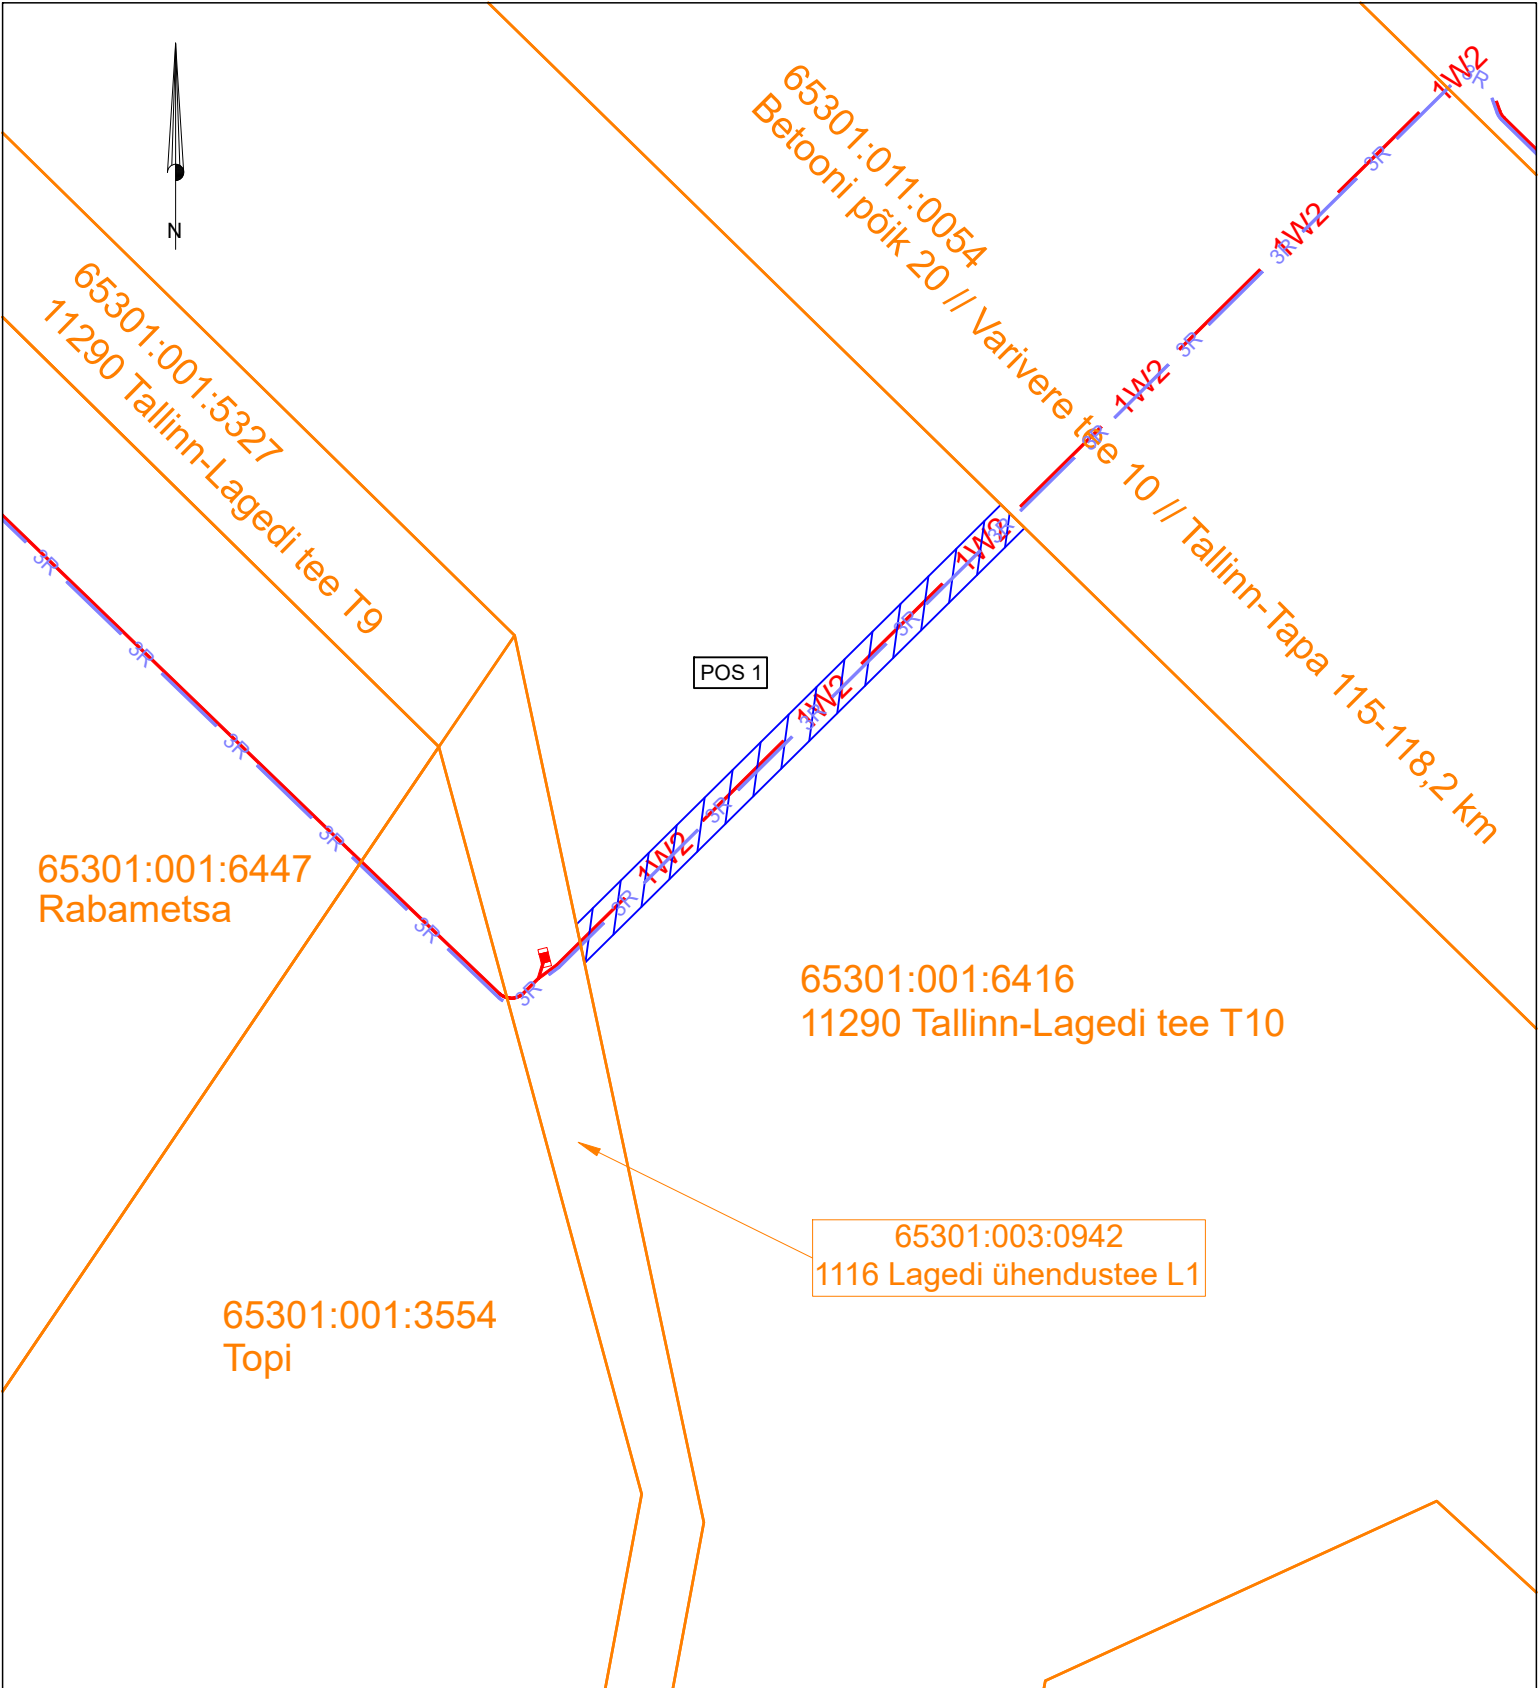 1W2
3R
65301:011:0054
Betooni põik 20 // Varivere tee 10 // Tallinn-Tapa 115-118,2 km
3R
1W2
3R
N
65301:001:5327
11290 Tallinn-Lagedi tee T9
3R
1W2
3R
1W2
3R
3R
3R
3R
POS 1
1W2
3R
3R
3R
1W2
3R
65301:001:6447
Rabametsa
3R
3R
3R
65301:001:6416
11290 Tallinn-Lagedi tee T10
65301:003:0942
1116 Lagedi ühendustee L1
65301:001:3554
Topi